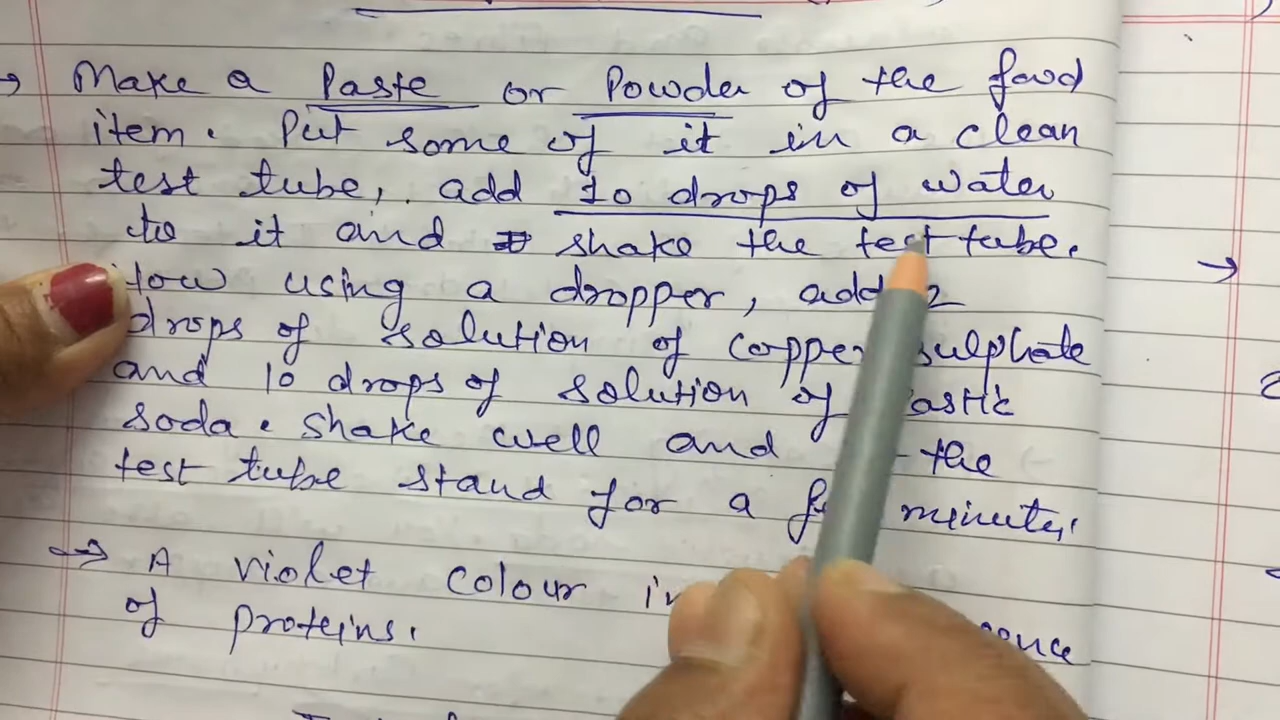 → Make a Paste or Powder of the food
item. Put some of it in a clean
test tube, add 10 drops of water
to it and shake the test tube.
using a dropper, add 2
drops of solution of copper sulphate
and 10 drops of solution of
soda. Shake well and the
test tube stand for a minutes.
→ A violet colour
of proteins.